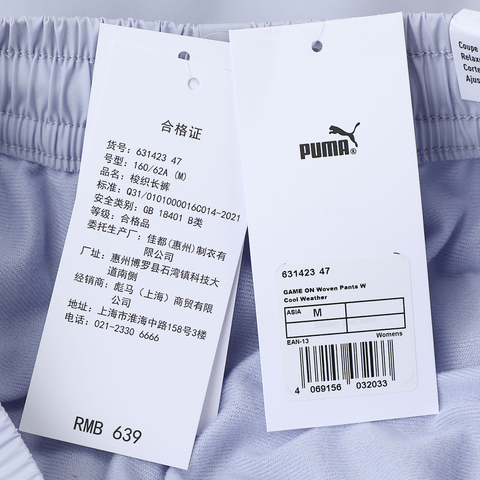 合格证
货号: 631423 47
号型: 160/62A (M)
品名: 梭织长裤
标准: Q31/0101000016C014-2021
安全类别: GB 18401 B类
等级: 合格品
委托生产厂: 佳都(惠州)制衣有
限公司
厂址: 惠州博罗县石湾镇科技大
道南侧
经销商: 彪马(上海)商贸有限
公司
地址: 上海市淮海中路158号3楼
电话: 021-2330 6666
RMB 639
PUMA
631423 47
GAME ON Woven Pants W
Cool Weather
ASIA M
EAN-13 Womens
4 069156 032033
Coupe
Relaxe
Corte
Ajus